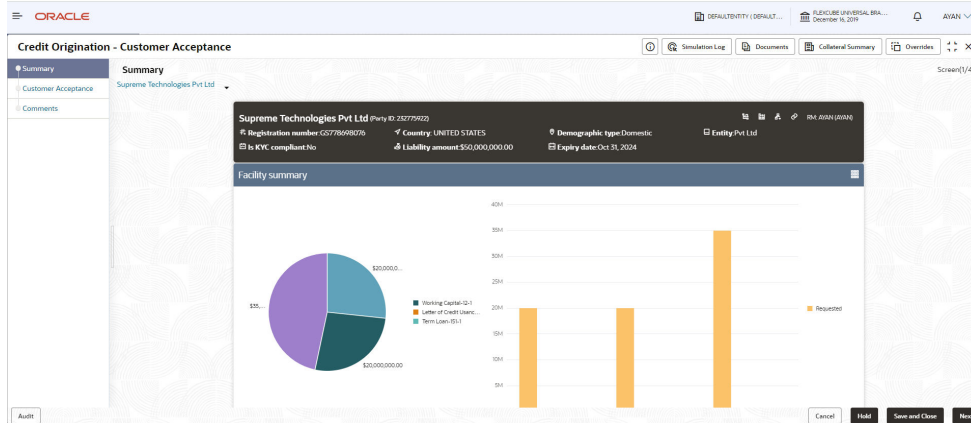 ORACLE
DEFAULTENTITY ( DEFAULT...
FLEXCUBE UNIVERSAL BRA...
December 16, 2019
AYAN
Credit Origination - Customer Acceptance
Simulation Log
Documents
Collateral Summary
Overrides
Summary
Customer Acceptance
Comments
Summary
Screen(1/4
Supreme Technologies Pvt Ltd
Supreme Technologies Pvt Ltd (Party ID: 232775922)
RM: AYAN (AYAN)
Registration number:GS778698076
Country: UNITED STATES
Demographic type:Domestic
Entity:Pvt Ltd
Is KYC compliant:No
Liability amount:$50,000,000.00
Expiry date:Oct 31, 2024
Facility summary
$20,000,0...
$35,...
$20,000,000.00
Working Capital-12-1
Letter of Credit Usanc...
Term Loan-151-1
40M
35M
30M
25M
20M
15M
10M
5M
Requested
Audit
Cancel
Hold
Save and Close
Next